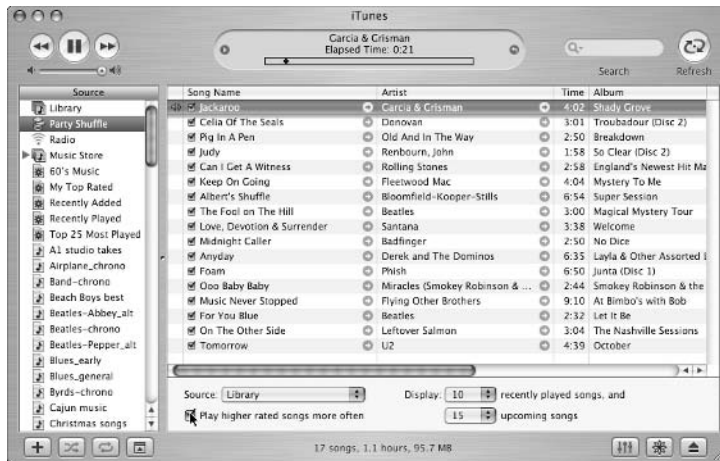 iTunes
Garcia & Grisman
Elapsed Time: 0:21
Search
Refresh
Source
Library
Party Shuffle
Radio
Music Store
60's Music
My Top Rated
Recently Added
Recently Played
Top 25 Most Played
A1 studio takes
Airplane_chrono
Band-chrono
Beach Boys best
Beatles-Abbey_alt
Beatles-chrono
Beatles-Pepper_alt
Blues_early
Blues_general
Byrds-chrono
Cajun music
Christmas songs
Song Name Artist Time Album
Jackaroo Garcia & Grisman 4:02 Shady Grove
Celia Of The Seals Donovan 3:01 Troubadour (Disc 2)
Pig In A Pen Old And In The Way 2:50 Breakdown
Judy Renbourn, John 1:58 So Clear (Disc 2)
Can I Get A Witness Rolling Stones 2:58 England's Newest Hit Ma
Keep On Going Fleetwood Mac 4:04 Mystery To Me
Albert's Shuffle Bloomfield-Kooper-Stills 6:54 Super Session
The Fool on The Hill Beatles 3:00 Magical Mystery Tour
Love, Devotion & Surrender Santana 3:38 Welcome
Midnight Caller Badfinger 2:50 No Dice
Anyday Derek and The Dominos 6:35 Layla & Other Assorted L
Foam Phish 6:50 Junta (Disc 1)
Ooo Baby Baby Miracles (Smokey Robinson & ... 2:44 Smokey Robinson & the
Music Never Stopped Flying Other Brothers 9:10 At Bimbo's with Bob
For You Blue Beatles 2:32 Let It Be
On The Other Side Leftover Salmon 3:04 The Nashville Sessions
Tomorrow U2 4:39 October
Source: Library Display: 10 recently played songs, and
Play higher rated songs more often 15 upcoming songs
17 songs, 1.1 hours, 95.7 MB